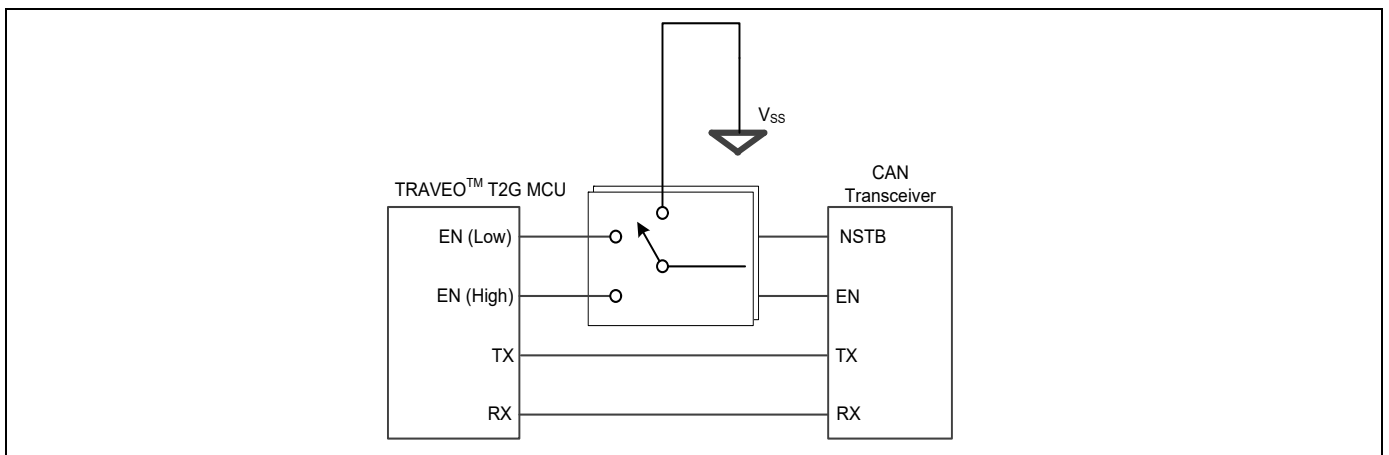 VSS
TRAVEO™ T2G MCU
CAN
Transceiver
EN (Low)
NSTB
EN (High)
EN
TX
TX
RX
RX